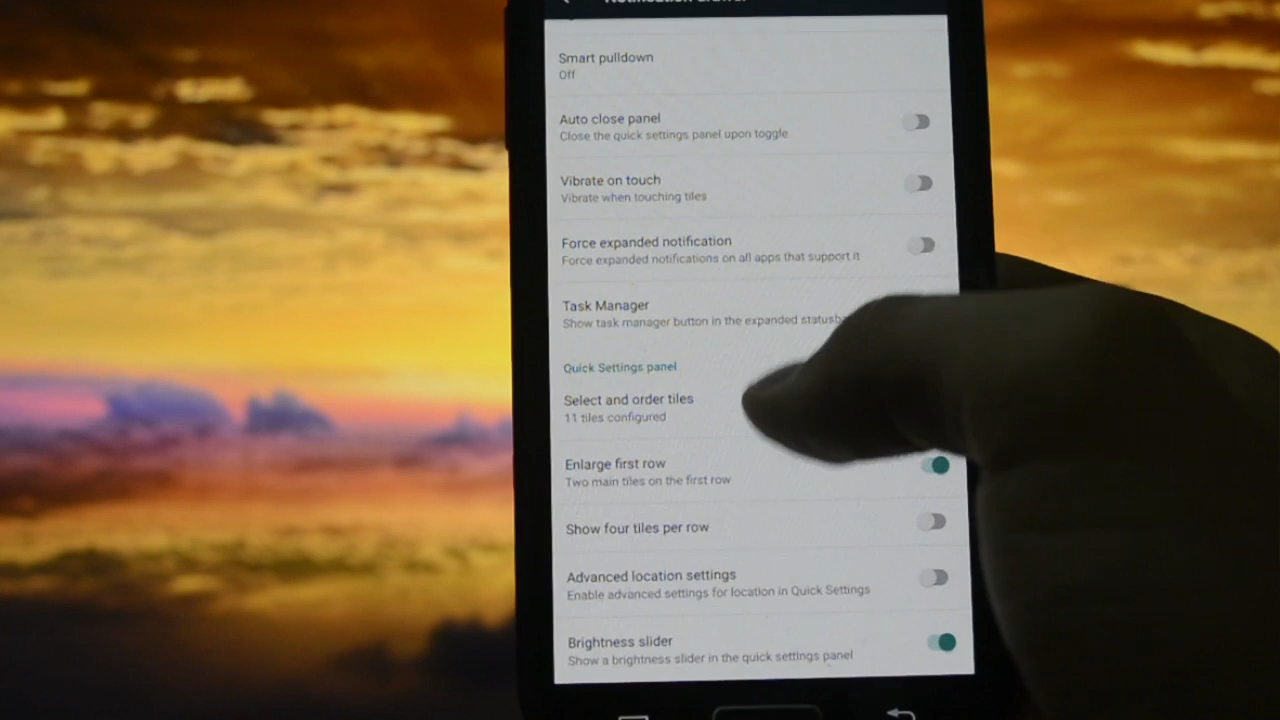 Notification drawer
Smart pulldown
Off
Auto close panel
Close the quick settings panel upon toggle
Vibrate on touch
Vibrate when touching tiles
Force expanded notification
Force expanded notifications on all apps that support it
Task Manager
Show task manager button in the expanded
Quick Settings panel
Select and order tiles
11 tiles configured
Enlarge first row
Two main tiles on the first row
Show four tiles per row
Advanced location settings
Enable advanced settings for location in Quick Settings
Brightness slider
Show a brightness slider in the quick settings panel